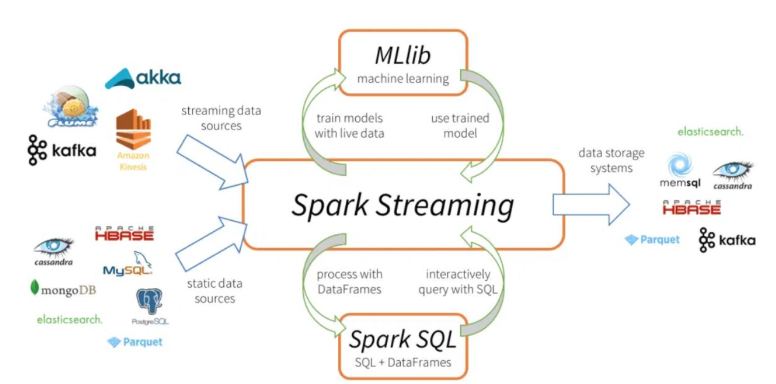 akka
FLUME
kafka
Amazon
Kinesis
streaming data
sources
APACHE
HBASE
cassandra
MySQL.
mongoDB
PostgreSQL
elasticsearch.
Parquet
static data
sources
MLlib
machine learning
train models
with live data
use trained
model
Spark Streaming
process with
DataFrames
interactively
query with SQL
Spark SQL
SQL + DataFrames
data storage
systems
elasticsearch.
memsql
cassandra
APACHE
HBASE
Parquet
kafka